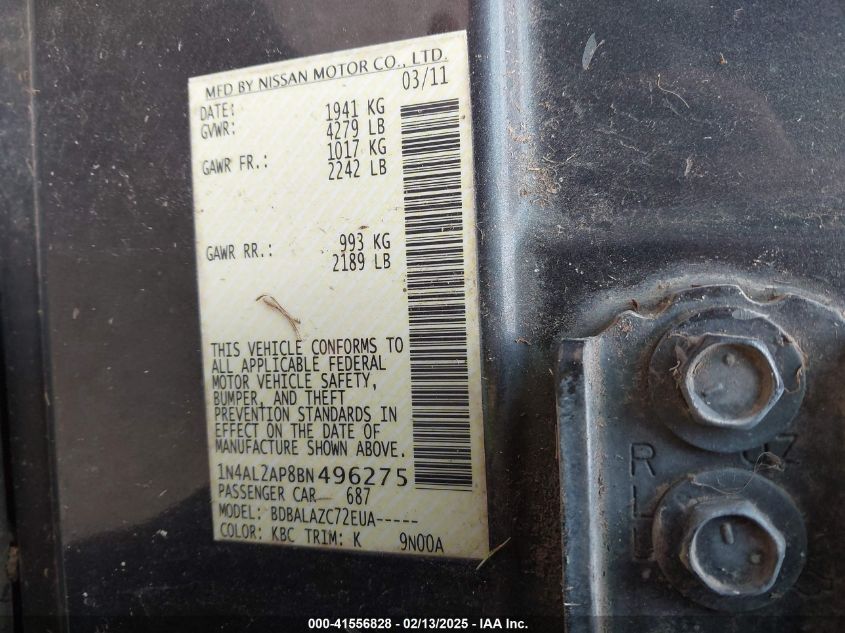 MFD BY NISSAN MOTOR CO., LTD.
03/11
DATE: 1941 KG
GVWR: 4279 LB
1017 KG
GAWR FR.: 2242 LB
993 KG
GAWR RR.: 2189 LB
THIS VEHICLE CONFORMS TO
ALL APPLICABLE FEDERAL
MOTOR VEHICLE SAFETY,
BUMPER, AND THEFT
PREVENTION STANDARDS IN
EFFECT ON THE DATE OF
MANUFACTURE SHOWN ABOVE.
1N4AL2AP8BN496275
PASSENGER CAR 687
MODEL: BDBALAZC72EUA-----
COLOR: KBC TRIM: K 9N00A
R
000-41556828 - 02/13/2025 - IAA Inc.